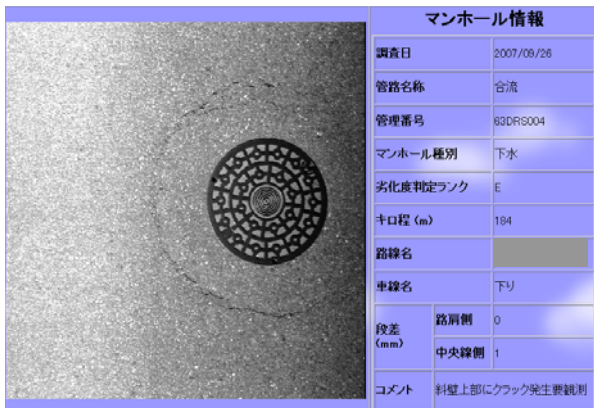 マンホール情報
調査日 2007/09/26
管路名称 合流
管理番号 63DRS004
マンホール種別 下水
劣化度判定ランク E
キロ程 (m) 184
路線名
車線名 下り
段差 (mm) 路肩側 0
中央線側 1
コメント 斜壁上部にクラック発生要観測